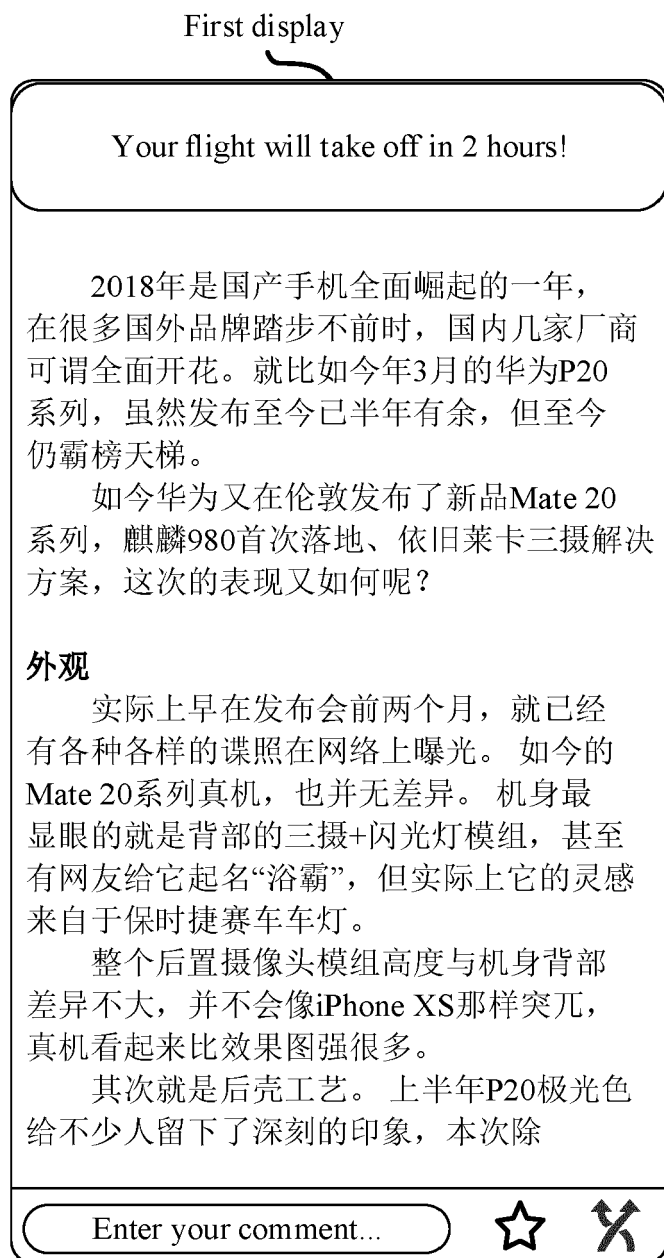 First display
Your flight will take off in 2 hours!
2018年是国产手机全面崛起的一年，
在很多国外品牌踏步不前时，国内几家厂商
可谓全面开花。就比如今年3月的华为P20
系列，虽然发布至今已半年有余，但至今
仍霸榜天梯。
如今华为又在伦敦发布了新品Mate 20
系列，麒麟980首次落地、依旧莱卡三摄解决
方案，这次的表现又如何呢？
外观
实际上早在发布会前两个月，就已经
有各种各样的谍照在网络上曝光。 如今的
Mate 20系列真机，也并无差异。 机身最
显眼的就是背部的三摄+闪光灯模组，甚至
有网友给它起名“浴霸”，但实际上它的灵感
来自于保时捷赛车车灯。
整个后置摄像头模组高度与机身背部
差异不大，并不会像iPhone XS那样突兀，
真机看起来比效果图强很多。
其次就是后壳工艺。 上半年P20极光色
给不少人留下了深刻的印象，本次除
Enter your comment...